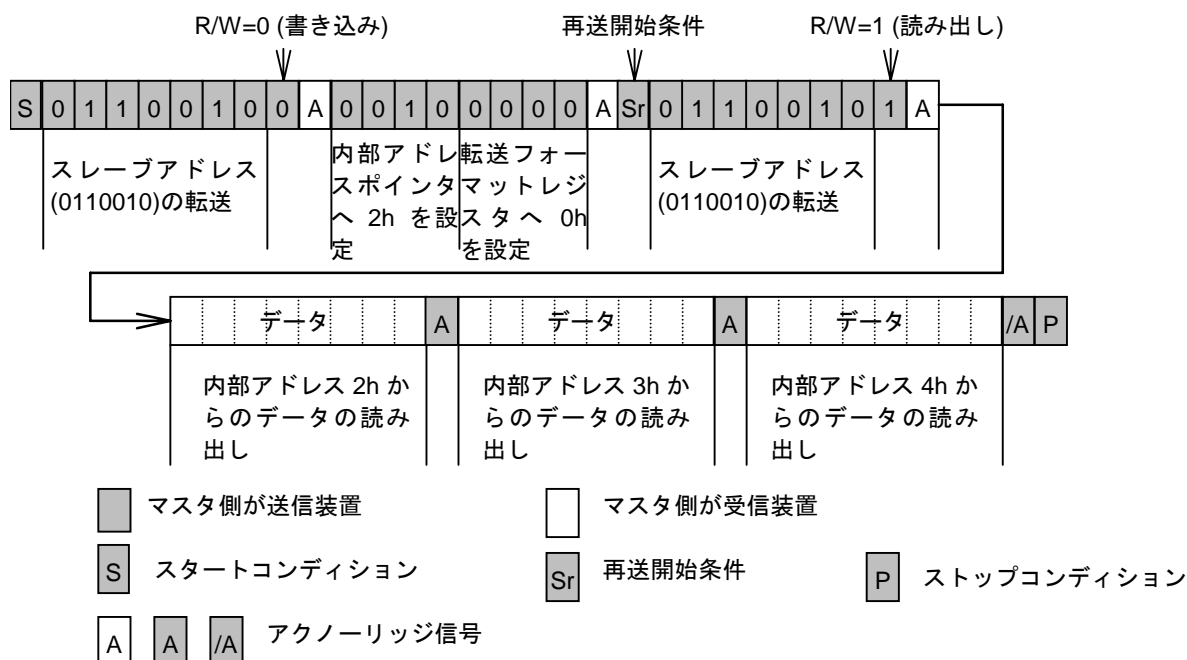 R/W=0 (書き込み) 再送開始条件 R/W=1 (読み出し)
S 0 1 1 0 0 1 0 0 A 0 0 1 0 0 0 0 0 A Sr 0 1 1 0 0 1 0 1 A
スレーブアドレス
(0110010)の転送
内部アドレ
スポインタ
へ 2h を設
定
転送フォー
マットレジ
スタへ 0h
を設定
スレーブアドレス
(0110010)の転送
データ A データ A データ /A P
内部アドレス 2h か
らのデータの読み
出し
内部アドレス 3h か
らのデータの読み
出し
内部アドレス 4h か
らのデータの読み
出し
マスタ側が送信装置 マスタ側が受信装置
S スタートコンディション Sr 再送開始条件 P ストップコンディション
A A /A アクノーリッジ信号